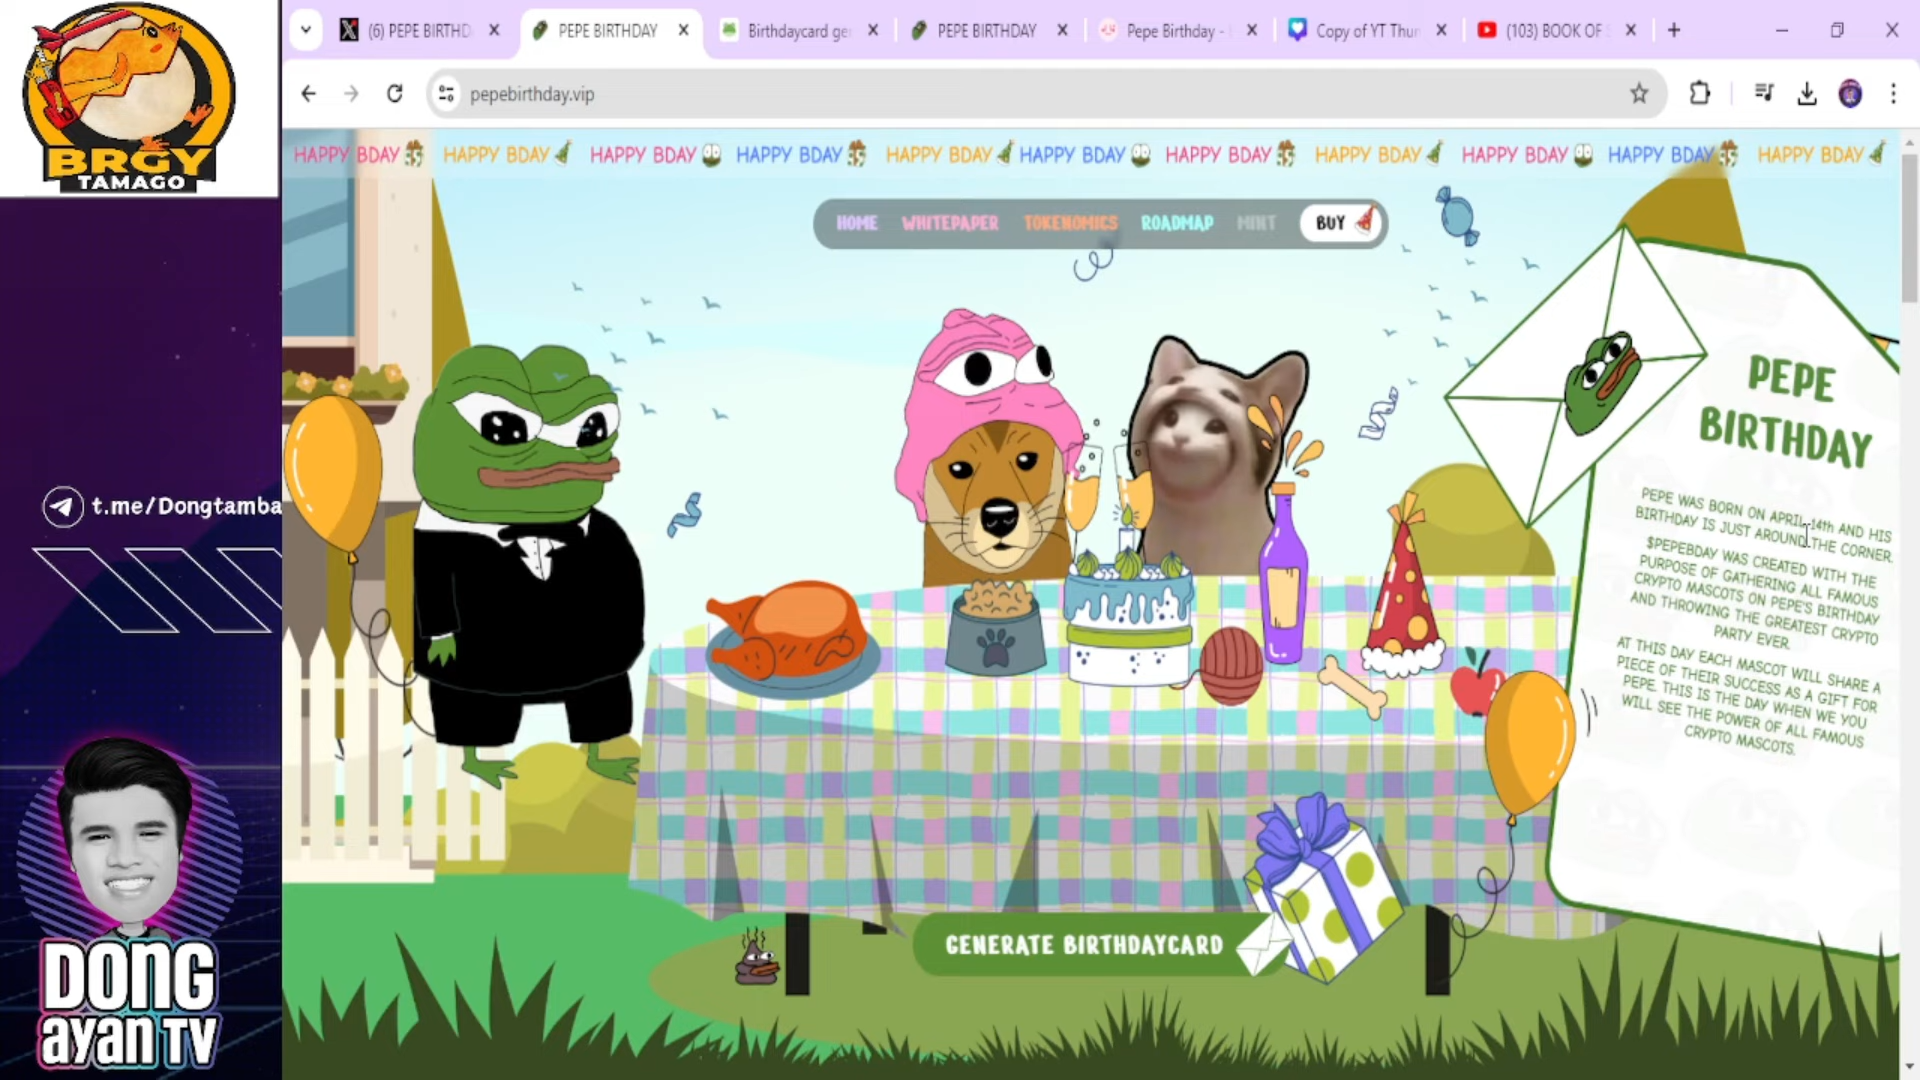 BRGY
TAMAGO
(6) PEPE BIRTHD
PEPE BIRTHDAY
Birthdaycard ge
PEPE BIRTHDAY
Pepe Birthday -
Copy of YT Thu
(103) BOOK OF
pepebirthday.vip
HAPPY BDAY HAPPY BDAY HAPPY BDAY HAPPY BDAY HAPPY BDAY HAPPY BDAY HAPPY BDAY HAPPY BDAY HAPPY BDAY HAPPY BDAY HAPPY BDAY
HOME WHITEPAPER TOKENOMICS ROADMAP MINT BUY
PEPE
BIRTHDAY
PEPE WAS BORN ON APRIL 14th AND HIS
BIRTHDAY IS JUST AROUND THE CORNER.
$PEPEBDAY WAS CREATED WITH THE
PURPOSE OF GATHERING ALL FAMOUS
CRYPTO MASCOTS ON PEPE'S BIRTHDAY
AND THROWING THE GREATEST CRYPTO
PARTY EVER.
AT THIS DAY EACH MASCOT WILL SHARE A
PIECE OF THEIR SUCCESS AS A GIFT FOR
PEPE. THIS IS THE DAY WHEN WE YOU
WILL SEE THE POWER OF ALL FAMOUS
CRYPTO MASCOTS.
t.me/Dongtamba
GENERATE BIRTHDAYCARD
DONG
ayan TV